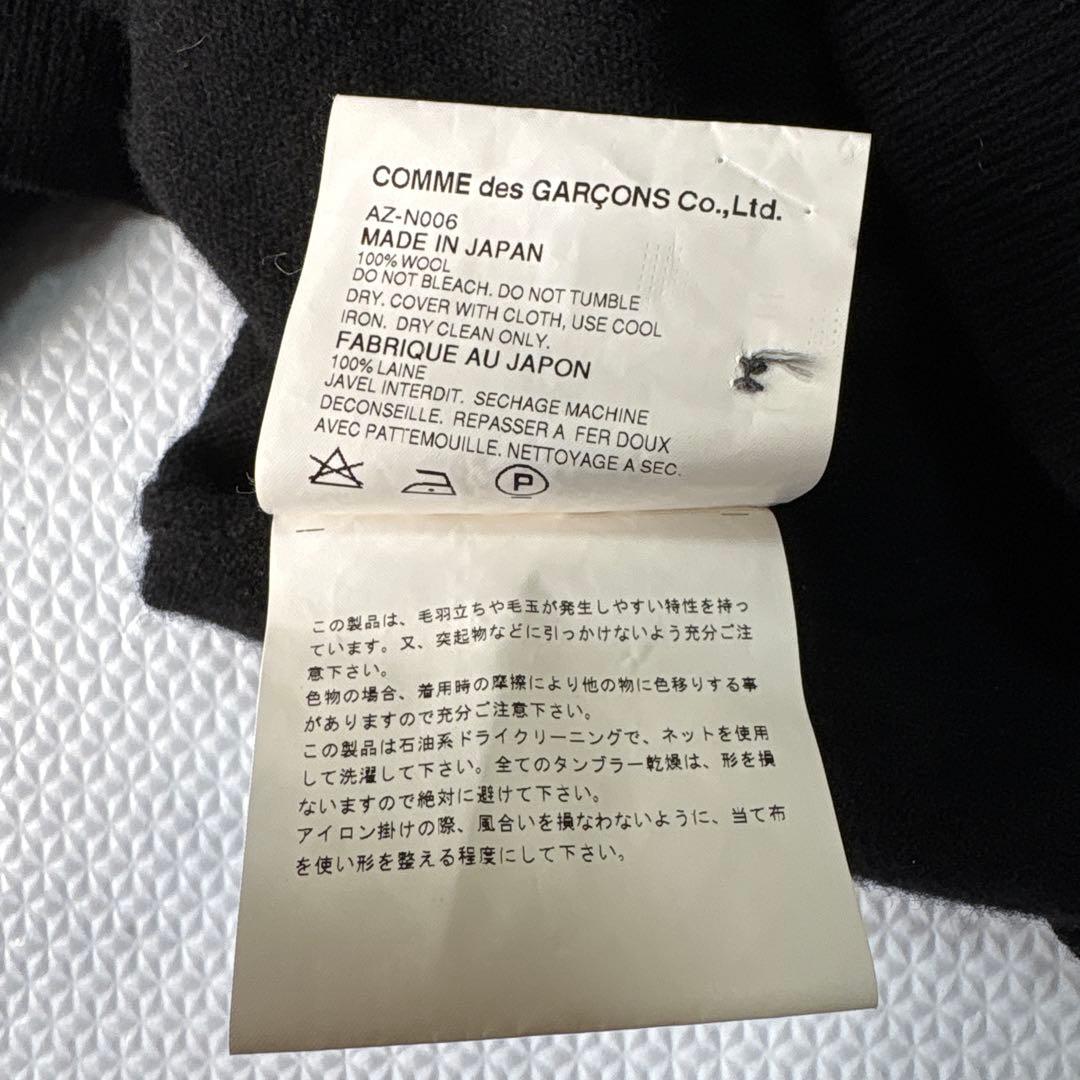 COMME des GARÇONS Co.,Ltd.
AZ-N006
MADE IN JAPAN
100% WOOL
DO NOT BLEACH. DO NOT TUMBLE
DRY. COVER WITH CLOTH, USE COOL
IRON. DRY CLEAN ONLY.
FABRIQUE AU JAPON
100% LAINE
JAVEL INTERDIT. SECHAGE MACHINE
DECONSEILLE. REPASSER A FER DOUX
AVEC PATTEMOUILLE. NETTOYAGE A SEC.
P
この製品は、毛羽立ちや毛玉が発生しやすい特性を持っ
ています。又、突起物などに引っかけないよう充分ご注
意下さい。
色物の場合、着用時の摩擦により他の物に色移りする事
がありますので充分ご注意下さい。
この製品は石油系ドライクリーニングで、ネットを使用
して洗濯して下さい。全てのタンブラー乾燥は、形を損
ないますので絶対に避けて下さい。
アイロン掛けの際、風合いを損なわないように、当て布
を使い形を整える程度にして下さい。